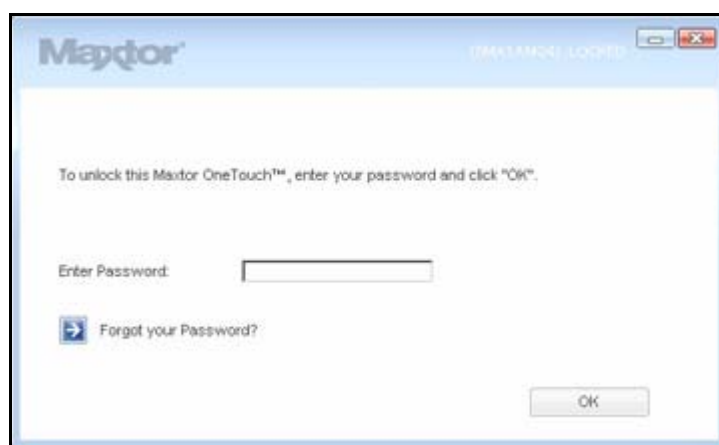 Maxtor
To unlock this Maxtor OneTouch™, enter your password and click "OK".
Enter Password:
Forgot your Password?
OK